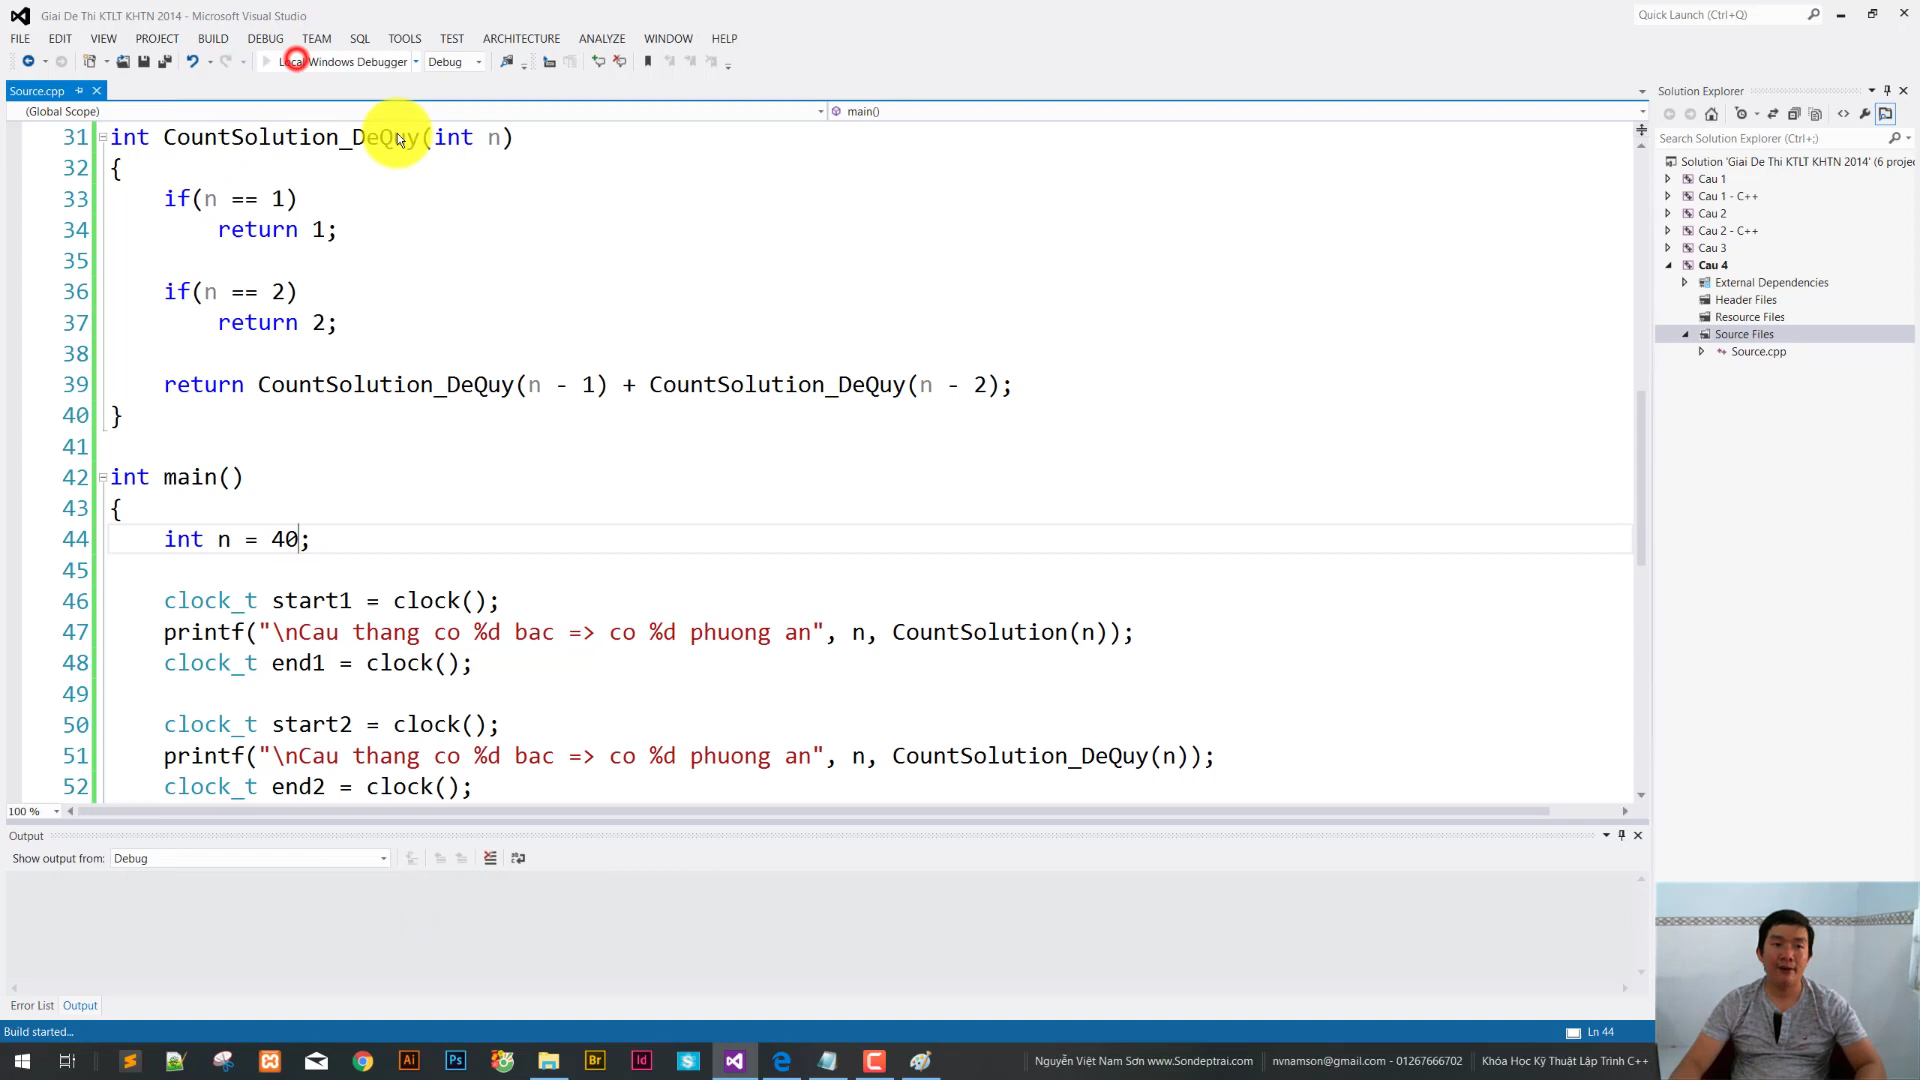 Giai De Thi KTLT KHTN 2014 - Microsoft Visual Studio
Quick Launch (Ctrl+Q)
FILE EDIT VIEW PROJECT BUILD DEBUG TEAM SQL TOOLS TEST ARCHITECTURE ANALYZE WINDOW HELP
Local Windows Debugger Debug
Source.cpp
(Global Scope) main()
31 int CountSolution_DeQuy(int n)
32 {
33 if(n == 1)
34 return 1;
35
36 if(n == 2)
37 return 2;
38
39 return CountSolution_DeQuy(n - 1) + CountSolution_DeQuy(n - 2);
40 }
41
42 int main()
43 {
44 int n = 40;
45
46 clock_t start1 = clock();
47 printf("\nCau thang co %d bac => co %d phuong an", n, CountSolution(n));
48 clock_t end1 = clock();
49
50 clock_t start2 = clock();
51 printf("\nCau thang co %d bac => co %d phuong an", n, CountSolution_DeQuy(n));
52 clock_t end2 = clock();
100 %
Solution Explorer
Search Solution Explorer (Ctrl+;)
Solution 'Giai De Thi KTLT KHTN 2014' (6 projec
Cau 1
Cau 1 - C++
Cau 2
Cau 2 - C++
Cau 3
Cau 4
External Dependencies
Header Files
Resource Files
Source Files
Source.cpp
Output
Show output from: Debug
Error List Output
Build started...
Ln 44
Ai Ps Br Id
Nguyễn Việt Nam Sơn www.Sondeptrai.com nvnamson@gmail.com - 01267666702 Khóa Học Kỹ Thuật Lập Trình C++